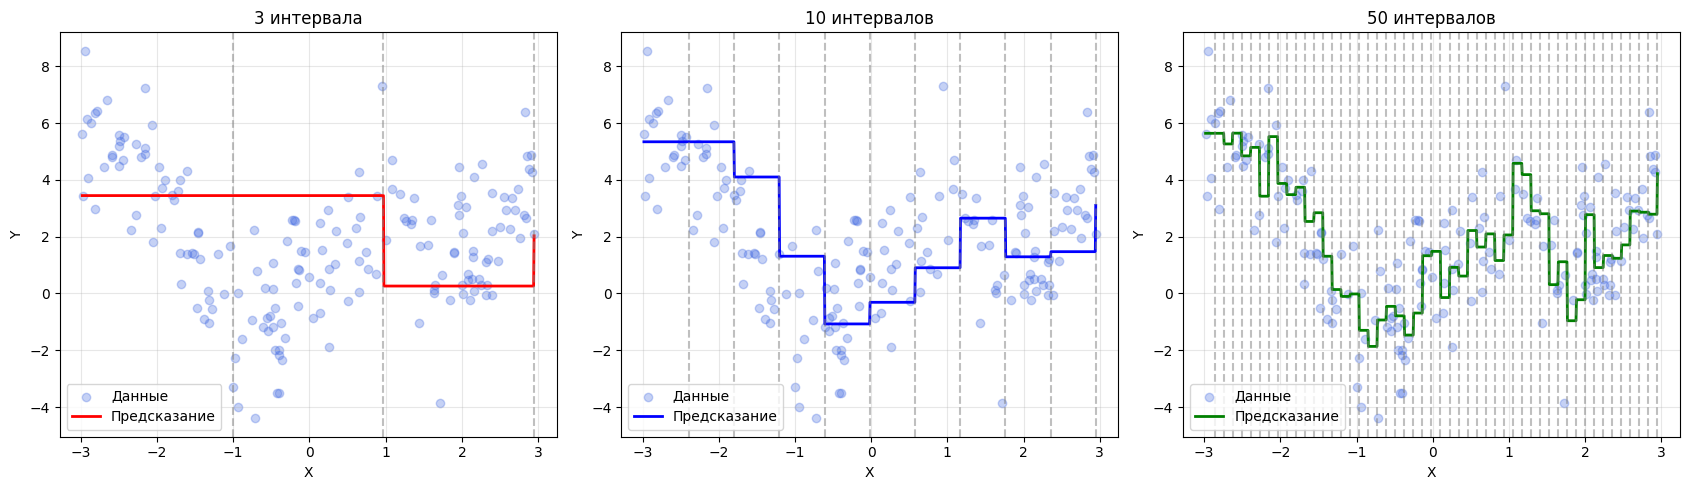 3 интервала
Y
8
6
4
2
0
−2
−4
Данные
Предсказание
−3
−2
−1
0
1
2
3
X
10 интервалов
Y
8
6
4
2
0
−2
−4
Данные
Предсказание
−3
−2
−1
0
1
2
3
X
50 интервалов
Y
8
6
4
2
0
−2
−4
Данные
Предсказание
−3
−2
−1
0
1
2
3
X